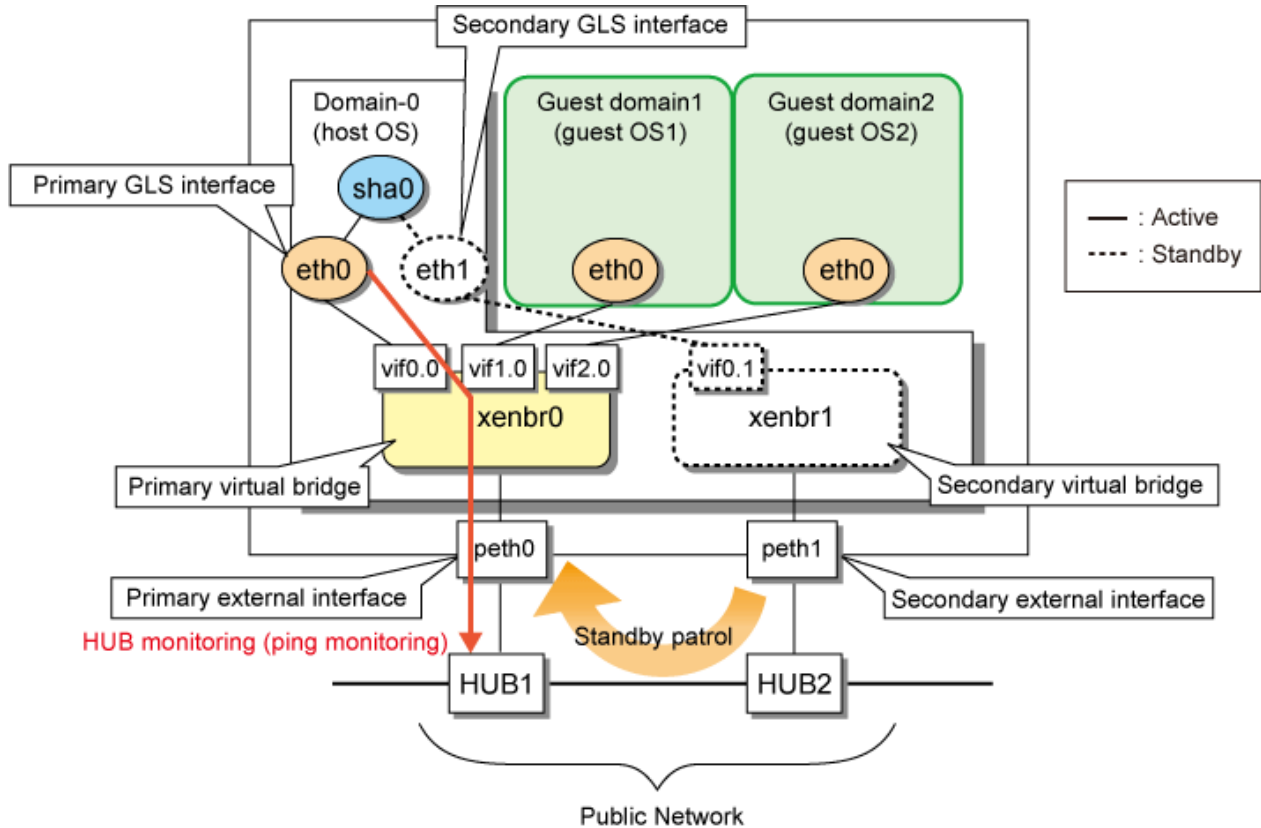 Secondary GLS interface
Domain-0
(host OS)
Guest domain1
(guest OS1)
Guest domain2
(guest OS2)
Primary GLS interface
sha0
: Active
: Standby
eth0
eth1
eth0
eth0
vif0.0
vif1.0
vif2.0
vif0.1
xenbr0
xenbr1
Primary virtual bridge
Secondary virtual bridge
peth0
peth1
Primary external interface
Secondary external interface
HUB monitoring (ping monitoring)
Standby patrol
HUB1
HUB2
Public Network